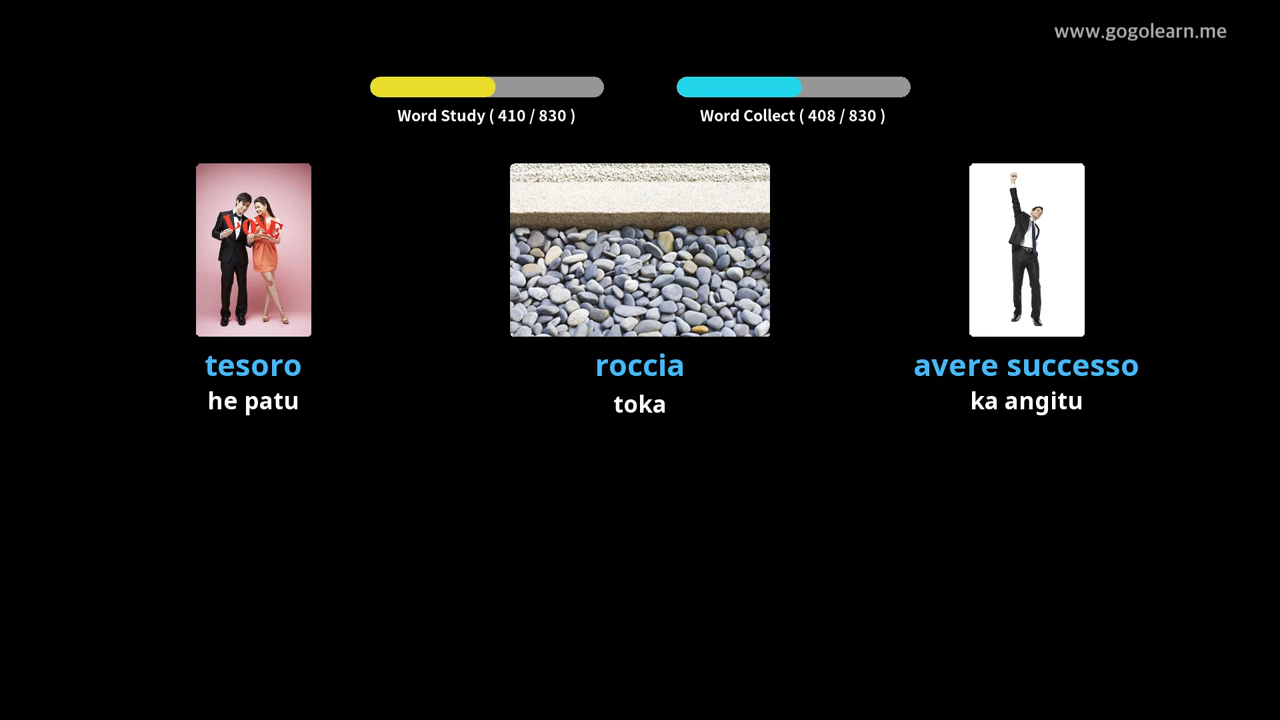 www.gogolearn.me
Word Study ( 410 / 830 )
Word Collect ( 408 / 830 )
LOVE
tesoro
he patu
roccia
toka
avere successo
ka angitu